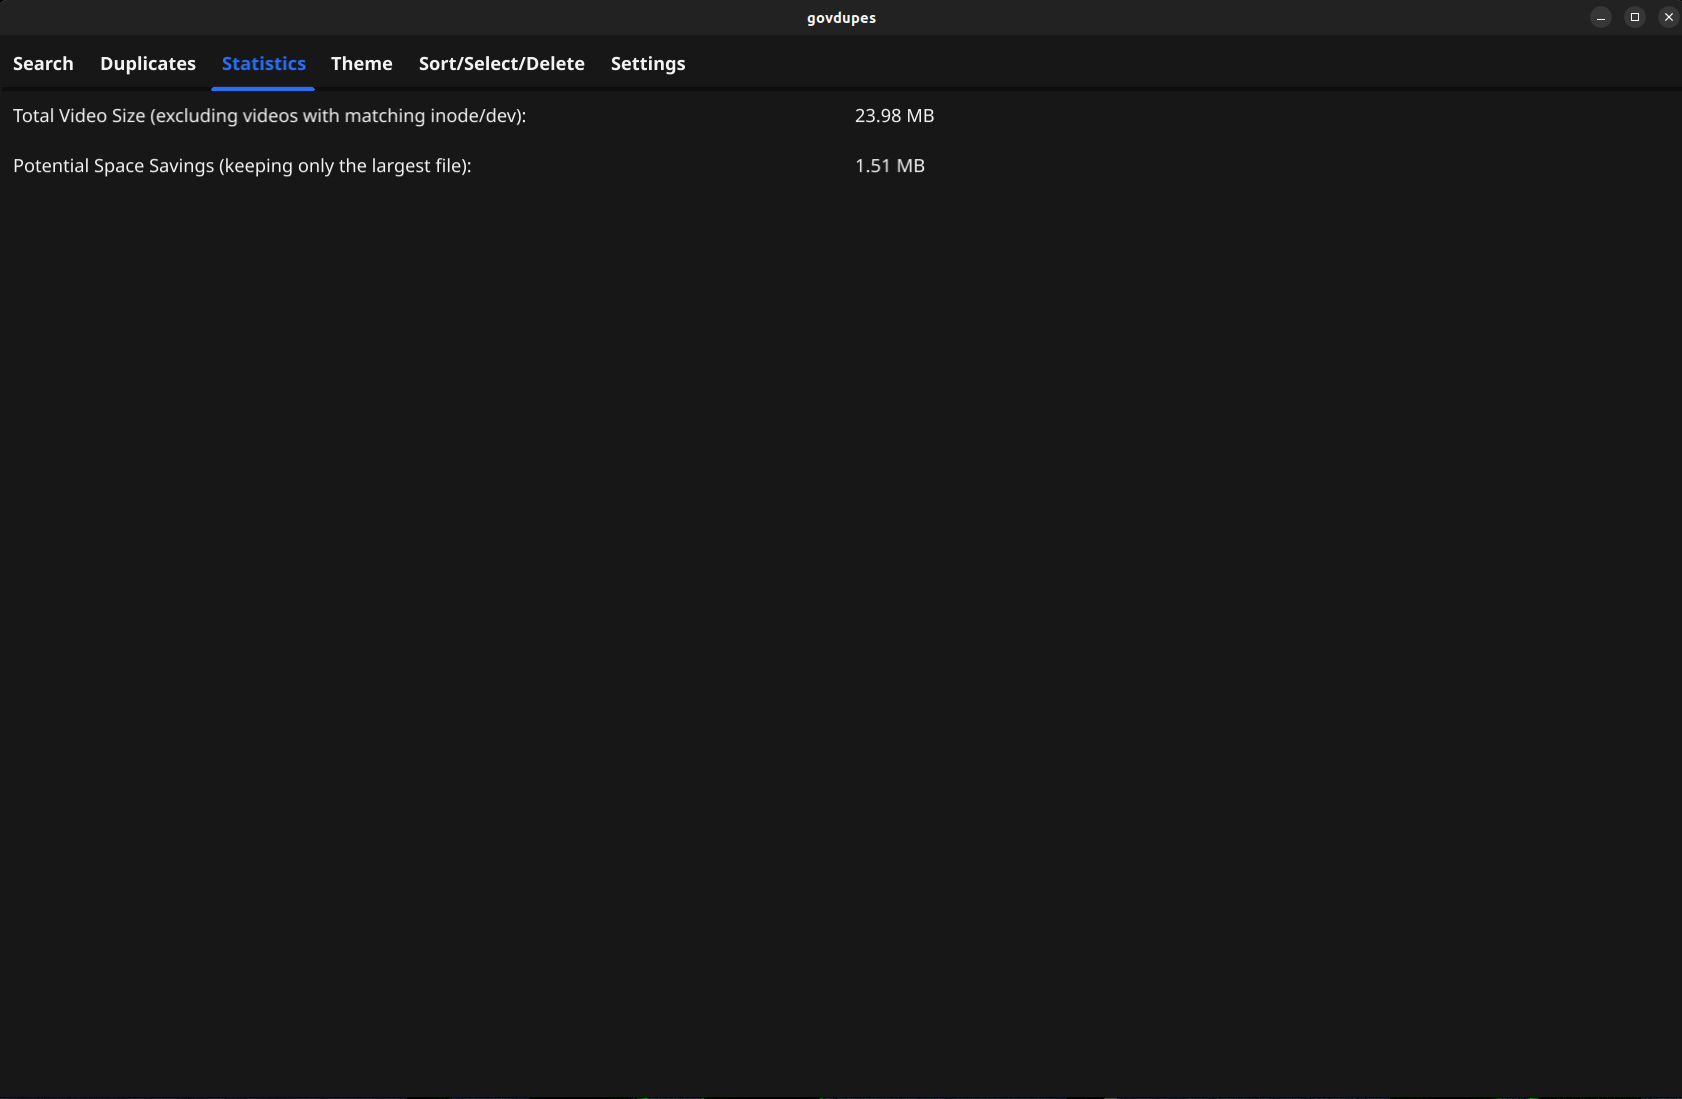 govdupes
Search Duplicates Statistics Theme Sort/Select/Delete Settings
Total Video Size (excluding videos with matching inode/dev): 23.98 MB
Potential Space Savings (keeping only the largest file): 1.51 MB